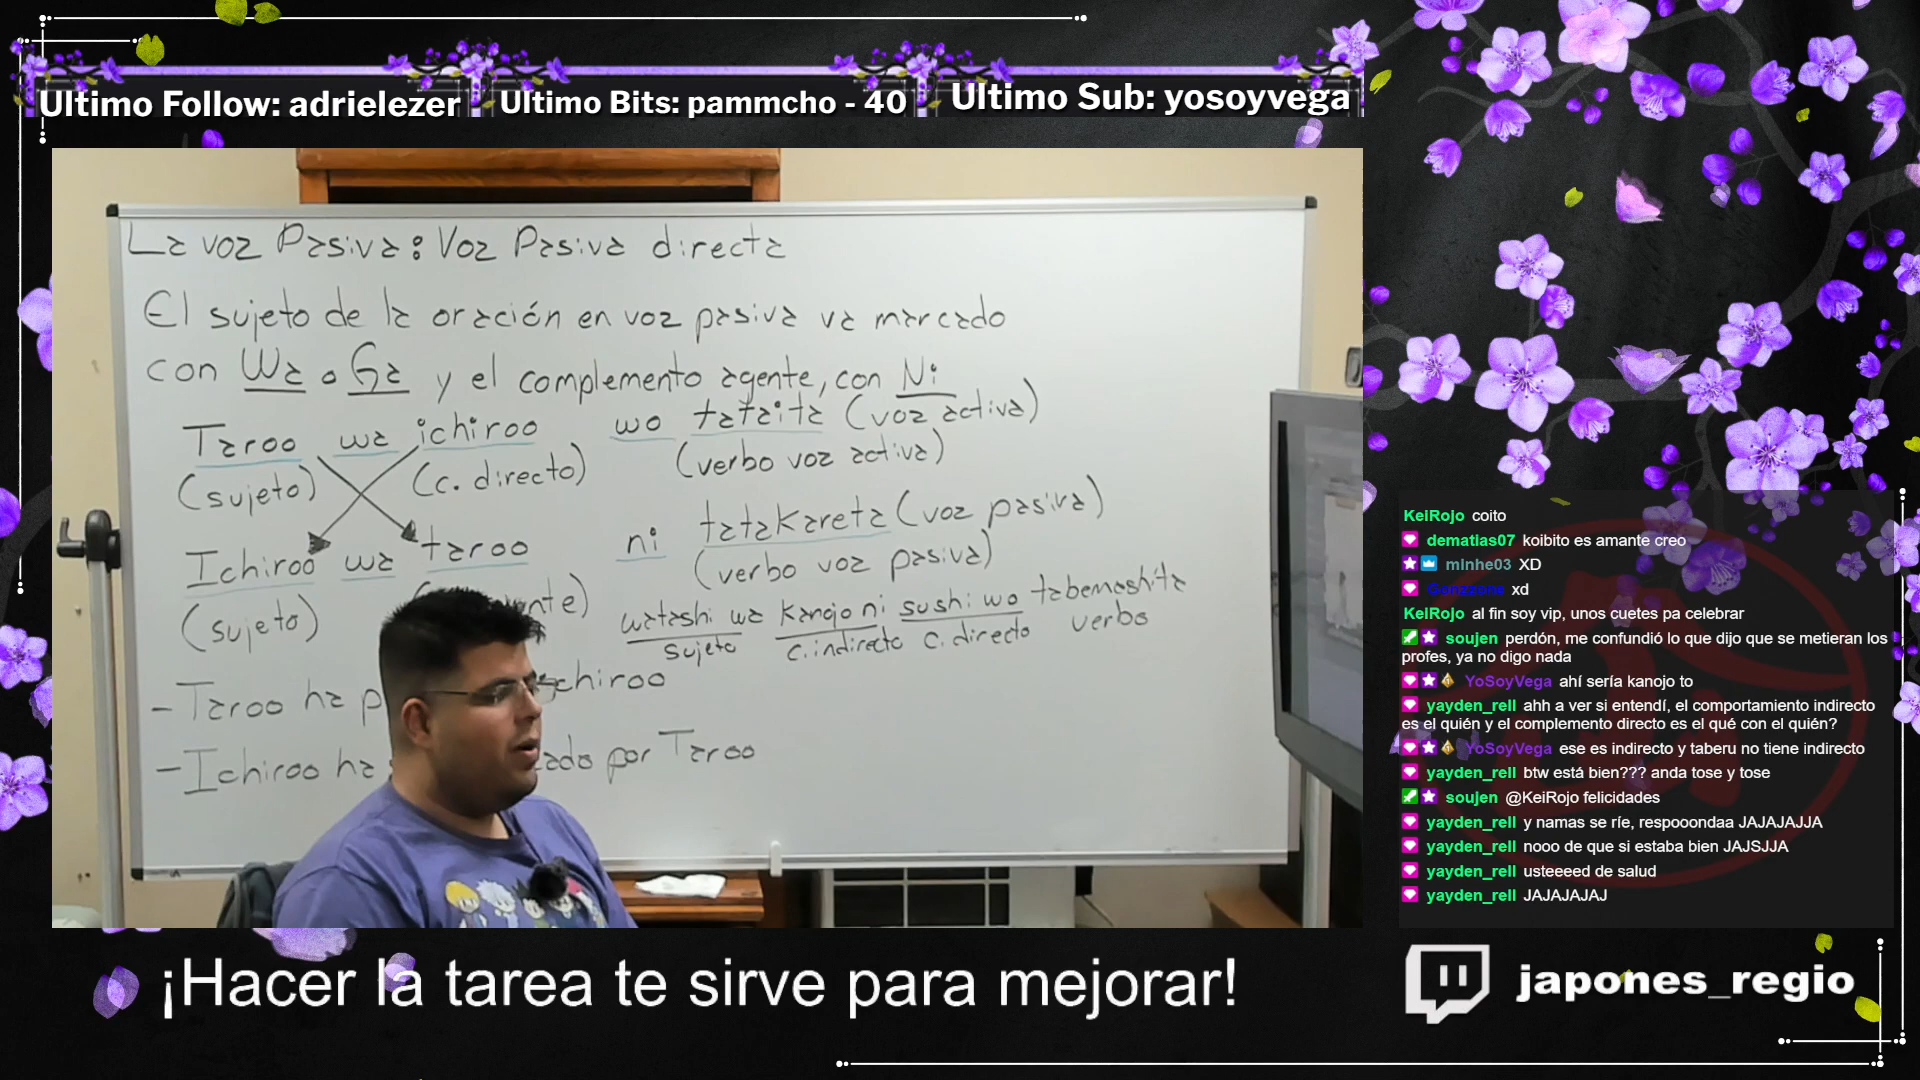 Ultimo Follow: adrielezer
Ultimo Bits: pammcho - 40
Ultimo Sub: yosoyvega
La voz Pasiva: Voz Pasiva directa
El sujeto de la oración en voz pasiva va marcado
con Wa o Ga y el complemento agente, con Ni
Taroo wa ichiroo wo tataita (voz activa)
(sujeto) (c. directo) (verbo voz activa)
Ichiroo wa taroo ni tatakareta (voz pasiva)
(sujeto) (verbo voz pasiva)
watashi wa kanojo ni sushi wo tabemashita
sujeto c. indirecto c. directo verbo
- Taroo ha
- Ichiroo ha por Taroo
KeiRojo coito
dematias07 koibito es amante creo
minhe03 XD
Gonzzone xd
KeiRojo al fin soy vip, unos cuetes pa celebrar
soujen perdón, me confundió lo que dijo que se metieran los
profes, ya no digo nada
YoSoyVega ahí sería kanojo to
yayden_rell ahh a ver si entendí, el comportamiento indirecto
es el quién y el complemento directo es el qué con el quién?
YoSoyVega ese es indirecto y taberu no tiene indirecto
yayden_rell btw está bien??? anda tose y tose
soujen @KeiRojo felicidades
yayden_rell y namas se ríe, respooondaa JAJAJAJJA
yayden_rell nooo de que si estaba bien JAJSJJA
yayden_rell usteeeed de salud
yayden_rell JAJAJAJAJ
¡Hacer la tarea te sirve para mejorar!
japones_regio